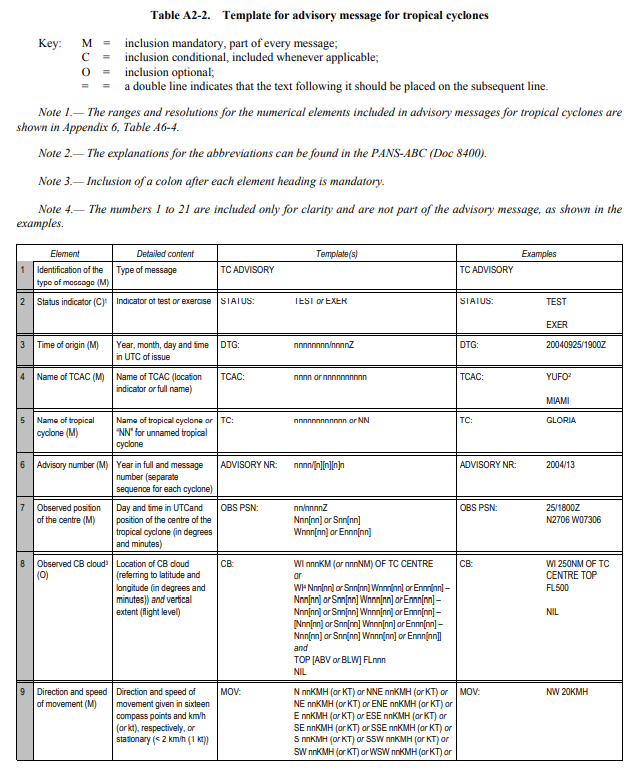 Table A2-2. Template for advisory message for tropical cyclones
Key: M = inclusion mandatory, part of every message;
C = inclusion conditional, included whenever applicable;
O = inclusion optional;
= = a double line indicates that the text following it should be placed on the subsequent line.
Note 1.— The ranges and resolutions for the numerical elements included in advisory messages for tropical cyclones are
shown in Appendix 6, Table A6-4.
Note 2.— The explanations for the abbreviations can be found in the PANS-ABC (Doc 8400).
Note 3.— Inclusion of a colon after each element heading is mandatory.
Note 4.— The numbers 1 to 21 are included only for clarity and are not part of the advisory message, as shown in the
examples.
Element Detailed content Template(s) Examples
1 Identification of the Type of message TC ADVISORY TC ADVISORY
type of message (M)
2 Status indicator (C)¹ Indicator of test or exercise STATUS: TEST or EXER STATUS: TEST
EXER
3 Time of origin (M) Year, month, day and time DTG: nnnnnnnn/nnnnZ DTG: 20040925/1900Z
in UTC of issue
4 Name of TCAC (M) Name of TCAC (location TCAC: nnnn or nnnnnnnnnn TCAC: YUFO²
indicator or full name)
MIAMI
5 Name of tropical Name of tropical cyclone or TC: nnnnnnnnnnnn or NN TC: GLORIA
cyclone (M) "NN" for unnamed tropical
cyclone
6 Advisory number (M) Year in full and message ADVISORY NR: nnnn/[n][n][n]n ADVISORY NR: 2004/13
number (separate
sequence for each cyclone)
7 Observed position Day and time in UTCand OBS PSN: nn/nnnnZ OBS PSN: 25/1800Z
of the centre (M) position of the centre of the Nnn[nn] or Snn[nn] N2706 W07306
tropical cyclone (in degrees Wnnn[nn] or Ennn[nn]
and minutes)
8 Observed CB cloud³ Location of CB cloud CB: WI nnnKM (or nnnNM) OF TC CENTRE CB: WI 250NM OF TC
(O) (referring to latitude and or CENTRE TOP
longitude (in degrees and WI⁴ Nnn[nn] or Snn[nn] Wnnn[nn] or Ennn[nn] – FL500
minutes)) and vertical Nnn[nn] or Snn[nn] Wnnn[nn] or Ennn[nn] –
extent (flight level) Nnn[nn] or Snn[nn] Wnnn[nn] or Ennn[nn] – NIL
[Nnn[nn] or Snn[nn] Wnnn[nn] or Ennn[nn] –
Nnn[nn] or Snn[nn] Wnnn[nn] or Ennn[nn]]
and
TOP [ABV or BLW] FLnnn
NIL
9 Direction and speed Direction and speed of MOV: N nnKMH (or KT) or NNE nnKMH (or KT) or MOV: NW 20KMH
of movement (M) movement given in sixteen NE nnKMH (or KT) or ENE nnKMH (or KT) or
compass points and km/h E nnKMH (or KT) or ESE nnKMH (or KT) or
(or kt), respectively, or SE nnKMH (or KT) or SSE nnKMH (or KT) or
stationary (< 2 km/h (1 kt)) S nnKMH (or KT) or SSW nnKMH (or KT) or
SW nnKMH (or KT) or WSW nnKMH (or KT) or